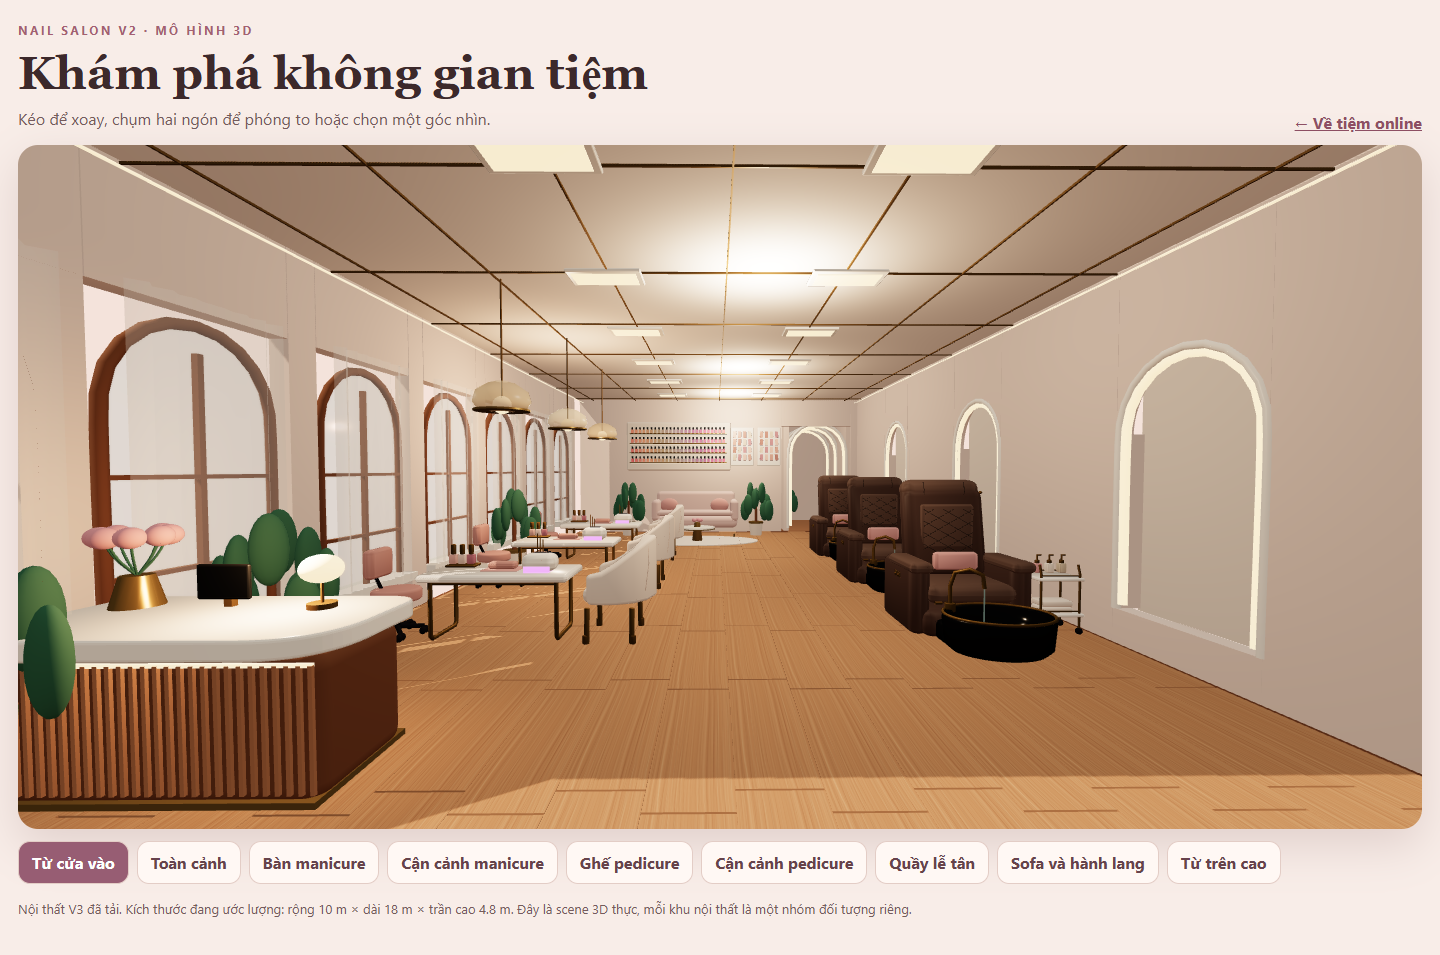 NAIL SALON V2 · MÔ HÌNH 3D
Khám phá không gian tiệm
Kéo để xoay, chụm hai ngón để phóng to hoặc chọn một góc nhìn.
← Về tiệm online
Từ cửa vào
Toàn cảnh
Bàn manicure
Cận cảnh manicure
Ghế pedicure
Cận cảnh pedicure
Quầy lễ tân
Sofa và hành lang
Từ trên cao
Nội thất V3 đã tải. Kích thước đang ước lượng: rộng 10 m × dài 18 m × trần cao 4.8 m. Đây là scene 3D thực, mỗi khu nội thất là một nhóm đối tượng riêng.